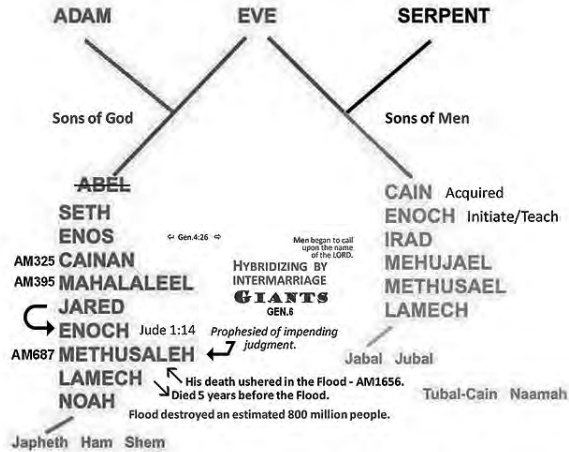 ADAM EVE SERPENT
Sons of God Sons of Men
ABEL
SETH
ENOS
AM325 CAINAN
AM395 MAHALALEEL
JARED
ENOCH Jude 1:14
AM687 METHUSALEH
LAMECH
NOAH
Japheth Ham Shem
⇦ Gen.4:26 ⇨
Men began to call
upon the name
of the LORD.
HYBRIDIZING BY
INTERMARRIAGE
GIANTS
GEN.6
Prophesied of impending
judgment.
His death ushered in the Flood - AM1656.
Died 5 years before the Flood.
Flood destroyed an estimated 800 million people.
CAIN Acquired
ENOCH Initiate/Teach
IRAD
MEHUJAEL
METHUSAEL
LAMECH
Jabal Jubal
Tubal-Cain Naamah